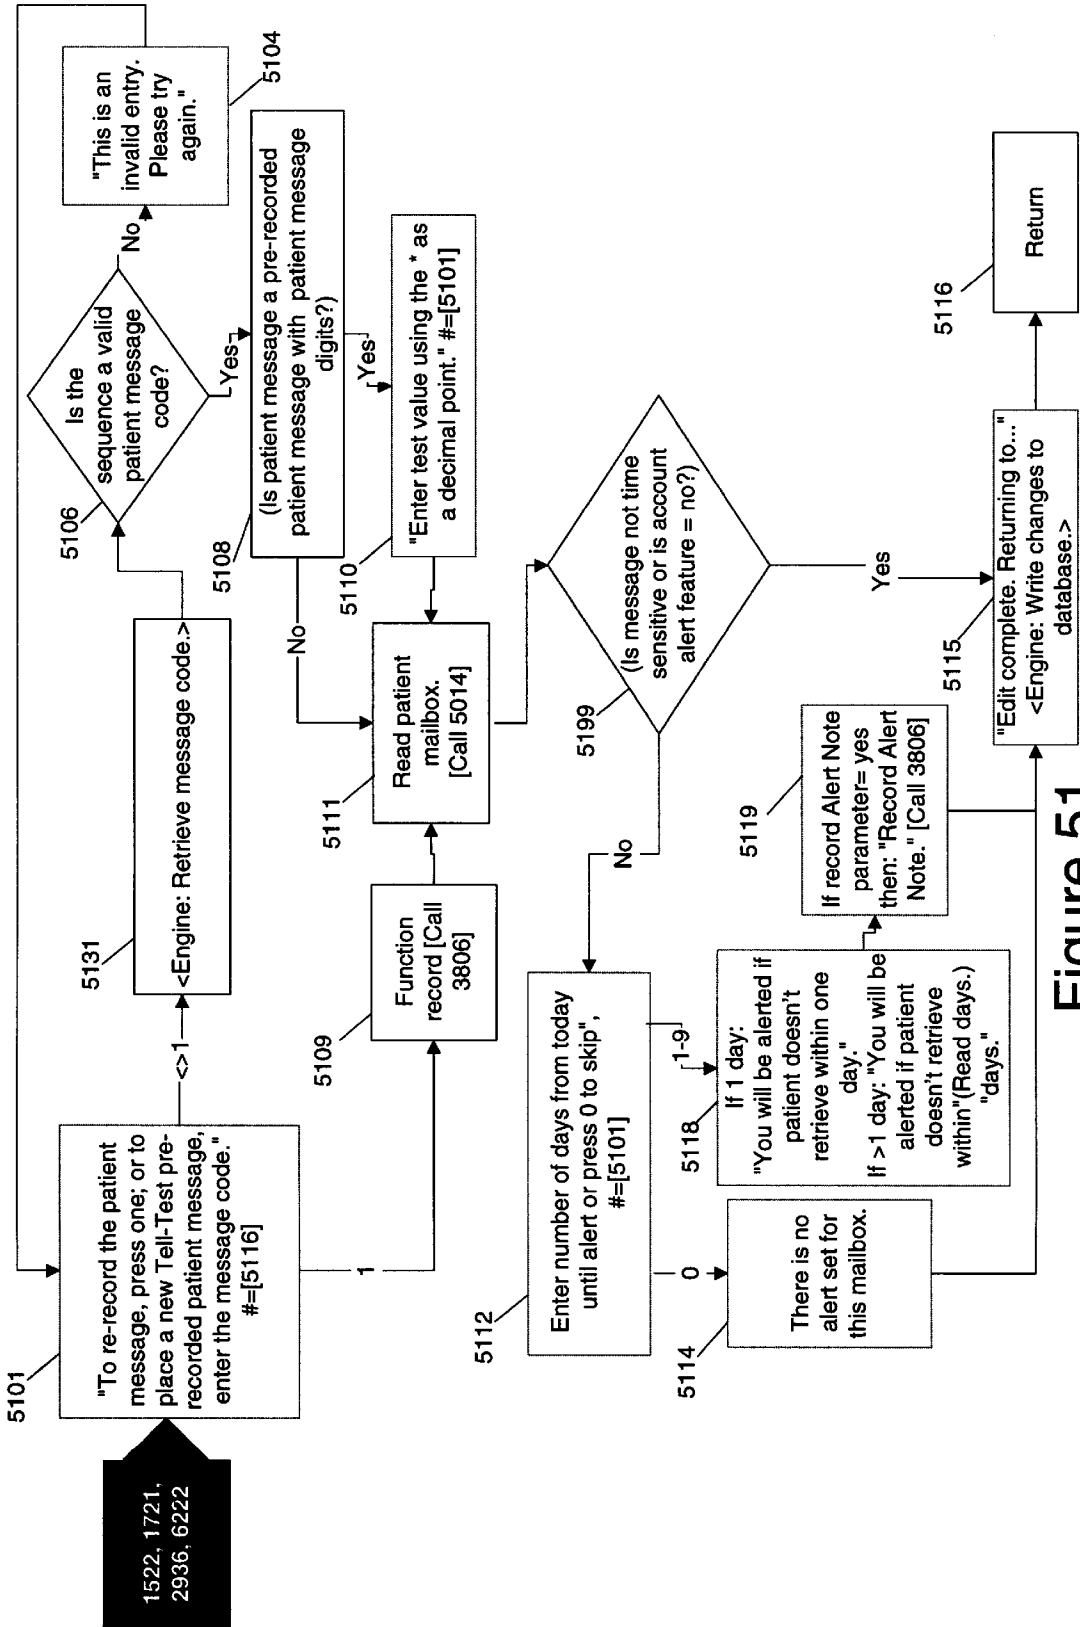 1522, 1721,
2936, 6222
5101
"To re-record the patient
message, press one; or to
place a new Tell-Test pre-
recorded patient message,
enter the message code."
#=[5116]
<>1
1
5131
<Engine: Retrieve message code.>
5106
Is the
sequence a valid
patient message
code?
No
Yes
"This is an
invalid entry.
Please try
again."
5104
5108
(Is patient message a pre-recorded
patient message with patient message
digits?)
No
Yes
5109
Function
record [Call
3806]
5110
"Enter test value using the * as
a decimal point." #=[5101]
5111
Read patient
mailbox.
[Call 5014]
5199
(Is message not time
sensitive or is account
alert feature = no?)
No
Yes
5112
Enter number of days from today
until alert or press 0 to skip",
#=[5101]
0
1-9
5114
There is no
alert set for
this mailbox.
5118
If 1 day:
"You will be alerted if
patient doesn't
retrieve within one
day."
If >1 day: "You will be
alerted if patient
doesn't retrieve
within"(Read days.)
"days."
5119
If record Alert Note
parameter= yes
then: "Record Alert
Note." [Call 3806]
5115
"Edit complete. Returning to..."
<Engine: Write changes to
database.>
5116
Return
Figure 51